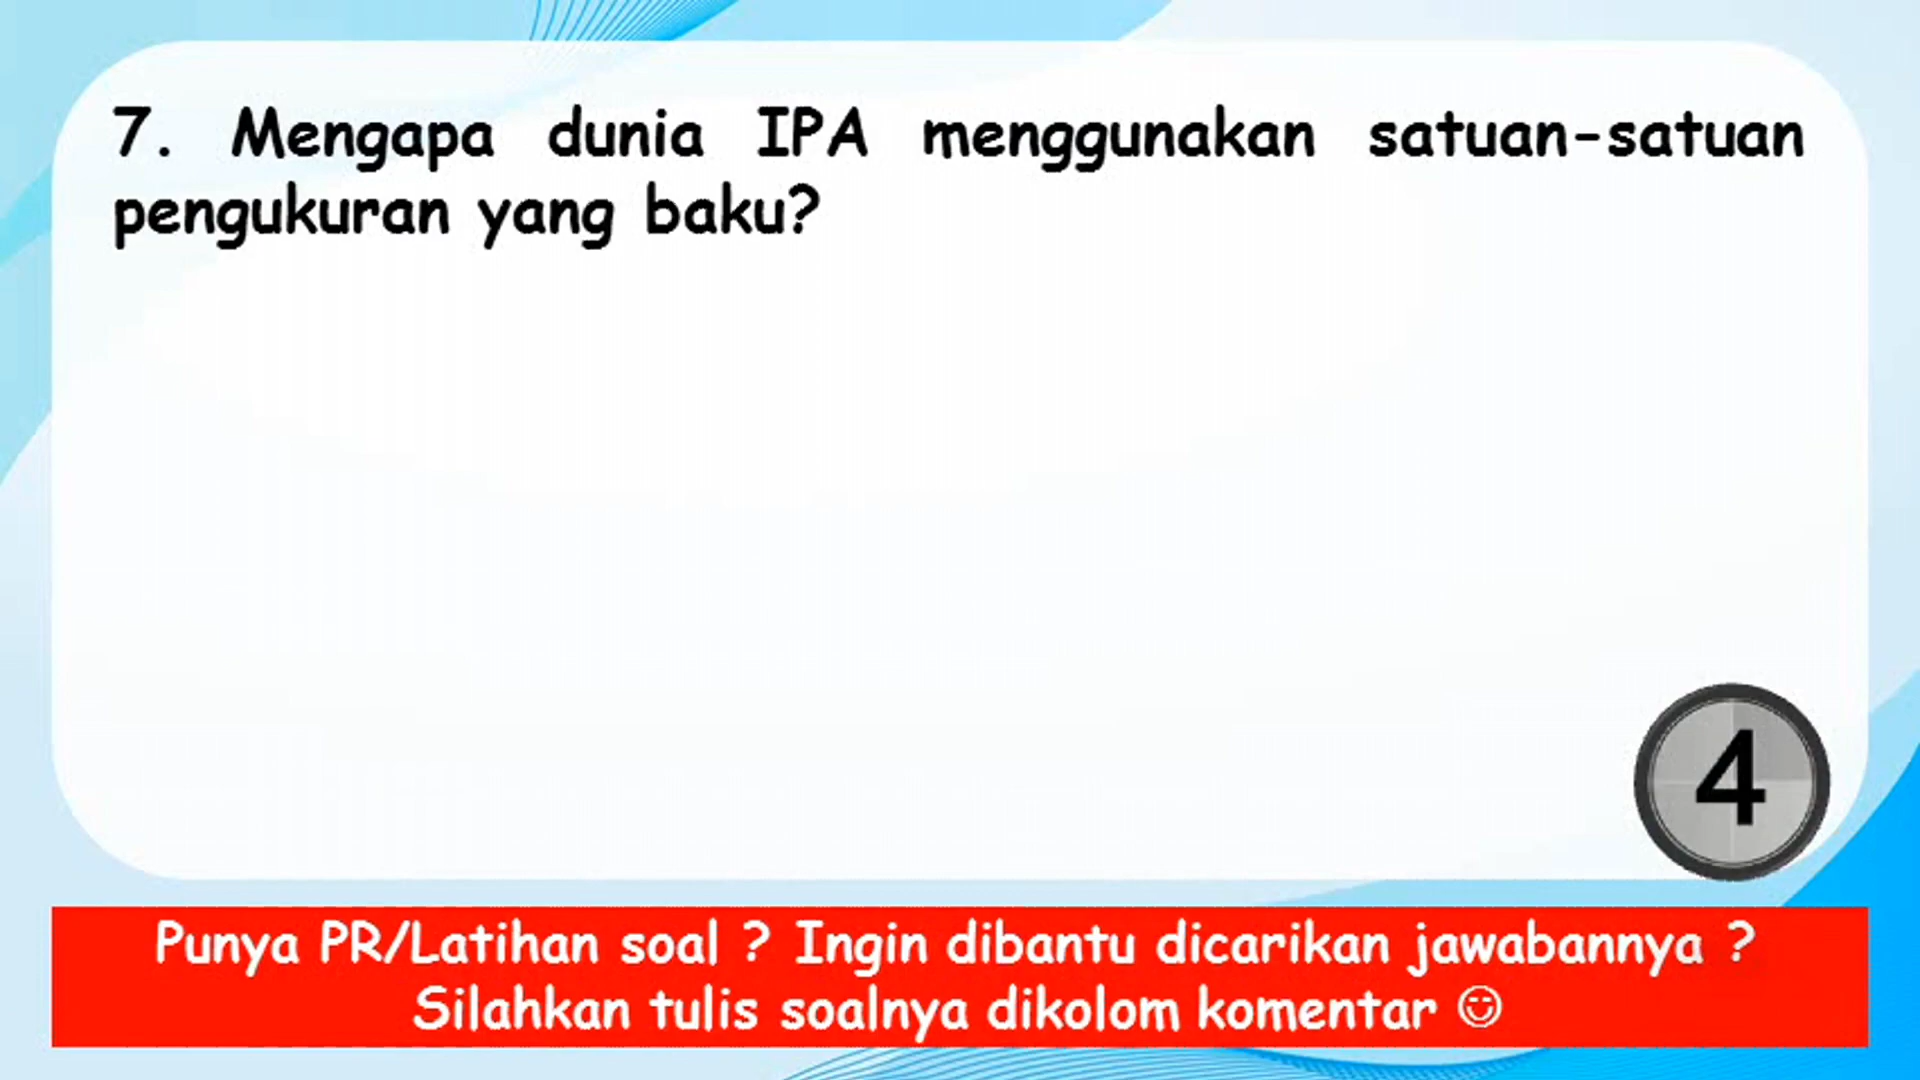 7. Mengapa dunia IPA menggunakan satuan-satuan
pengukuran yang baku?
4
Punya PR/Latihan soal ? Ingin dibantu dicarikan jawabannya ?
Silahkan tulis soalnya dikolom komentar ☺